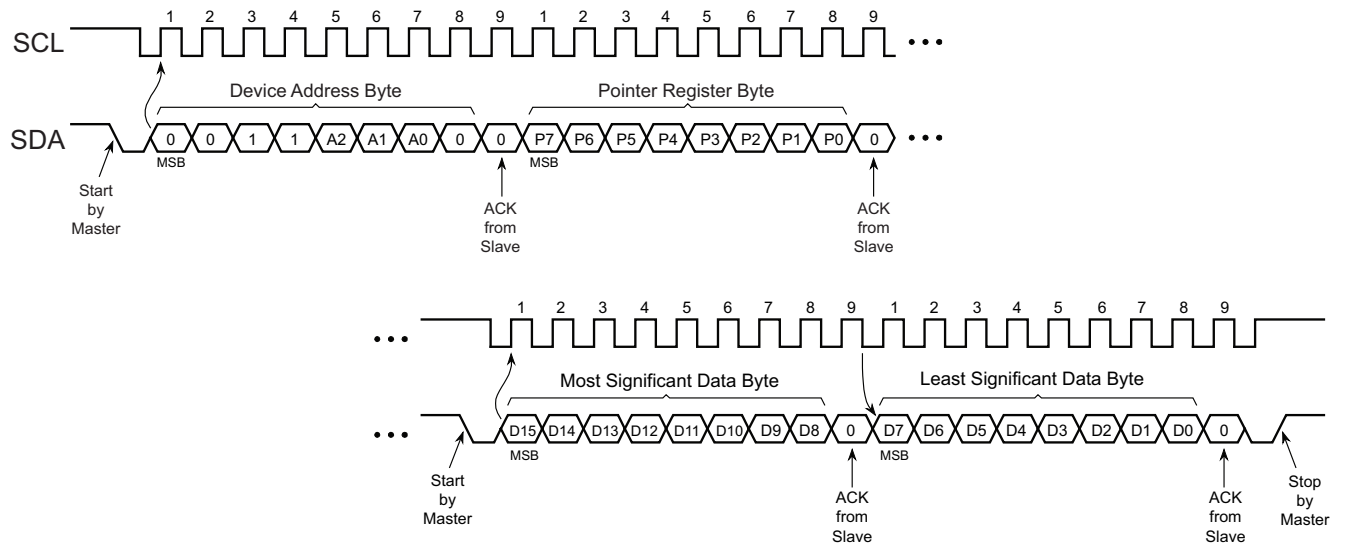 1 2 3 4 5 6 7 8 9 1 2 3 4 5 6 7 8 9
SCL
Device Address Byte Pointer Register Byte
SDA 0 0 1 1 A2 A1 A0 0 0 P7 P6 P5 P4 P3 P2 P1 P0 0
MSB MSB
Start
by
Master
ACK
from
Slave
ACK
from
Slave
1 2 3 4 5 6 7 8 9 1 2 3 4 5 6 7 8 9
Most Significant Data Byte Least Significant Data Byte
D15 D14 D13 D12 D11 D10 D9 D8 0 D7 D6 D5 D4 D3 D2 D1 D0 0
MSB MSB
Start
by
Master
ACK
from
Slave
ACK
from
Slave
Stop
by
Master